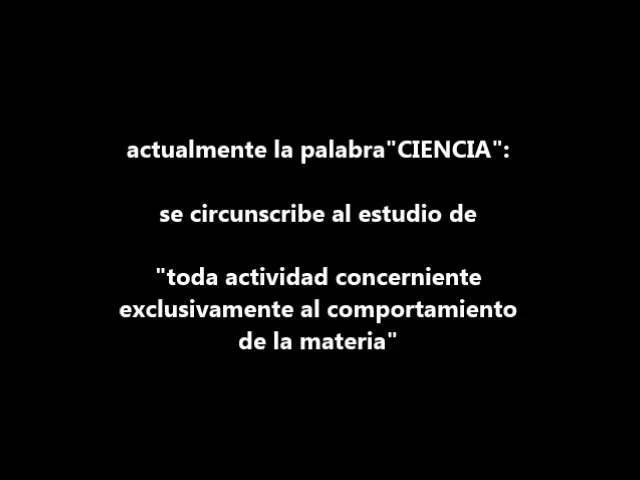 actualmente la palabra"CIENCIA":
se circunscribe al estudio de
"toda actividad concerniente
exclusivamente al comportamiento
de la materia"